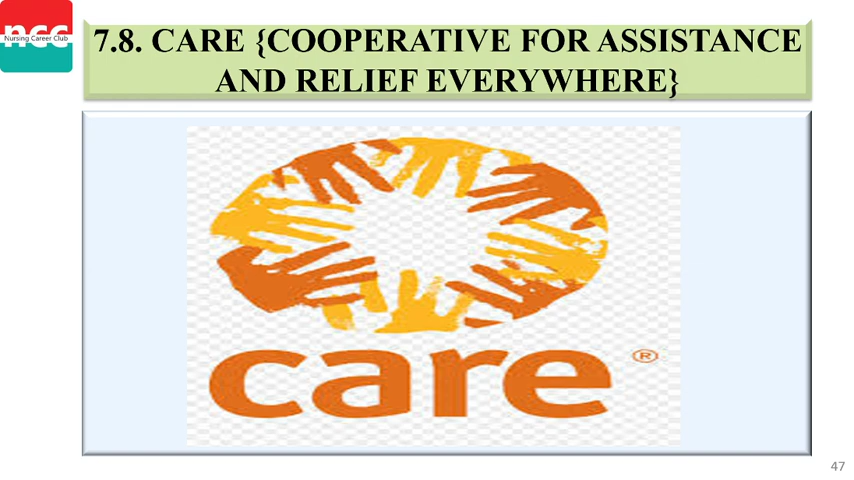 ncc
Nursing Career Club
7.8. CARE {COOPERATIVE FOR ASSISTANCE
AND RELIEF EVERYWHERE}
care ®
47